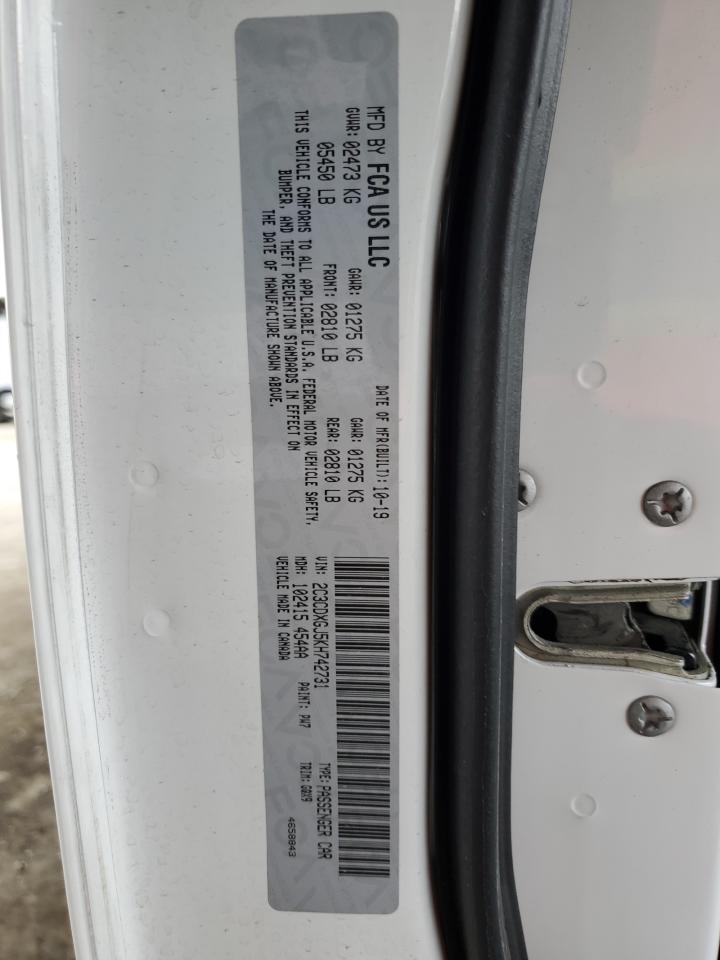 MFD BY FCA US LLC
DATE OF MFR(BUILT): 10-19
GVWR: 02473 KG GAWR: 01275 KG GAWR: 01275 KG
05450 LB FRONT: 02810 LB REAR: 02810 LB
THIS VEHICLE CONFORMS TO ALL APPLICABLE U.S.A. FEDERAL MOTOR VEHICLE SAFETY,
BUMPER, AND THEFT PREVENTION STANDARDS IN EFFECT ON
THE DATE OF MANUFACTURE SHOWN ABOVE.
VIN: 2C3CDXGJ5KH742731 TYPE: PASSENGER CAR
MDH: 102415 454AA PAINT: PW7 TRIM: GQX9
VEHICLE MADE IN CANADA 4658843